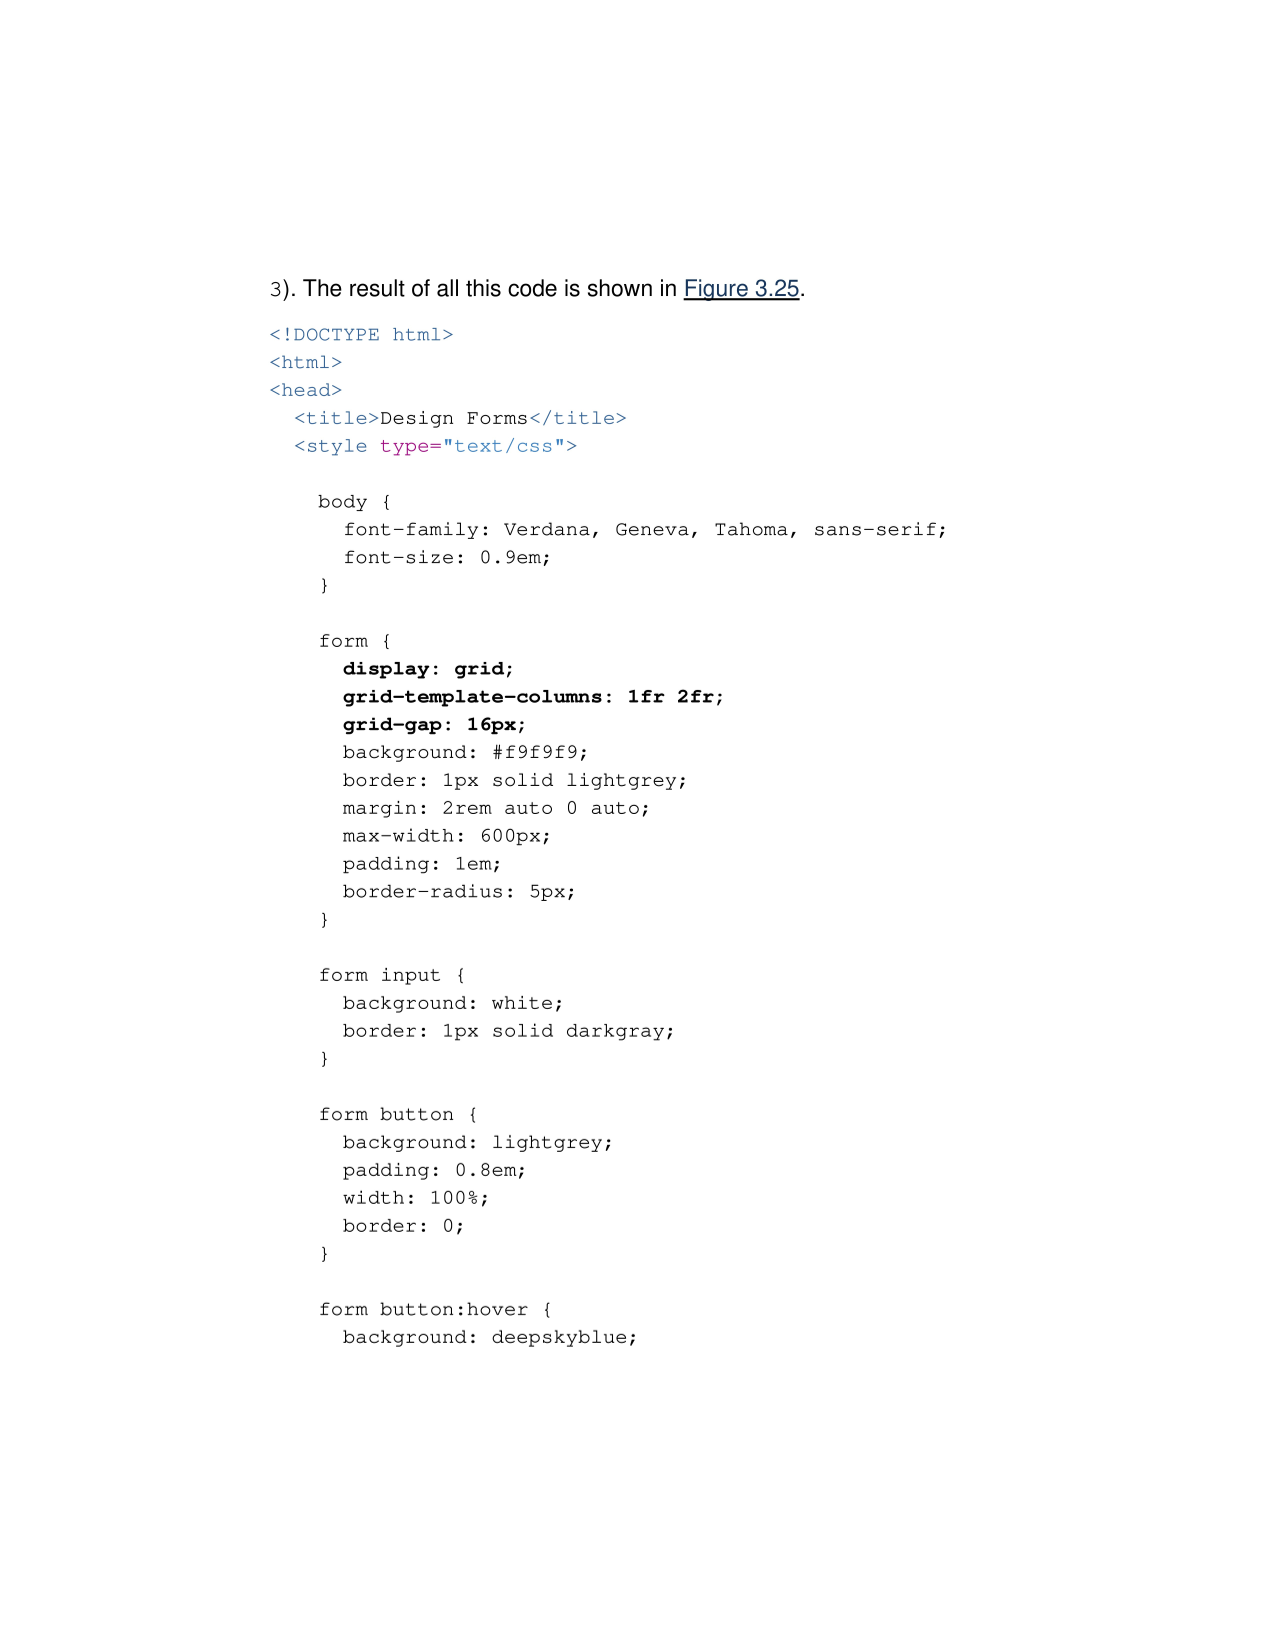 3). The result of all this code is shown in Figure 3.25.
<!DOCTYPE html>
<html>
<head>
  <title>Design Forms</title>
  <style type="text/css">

    body {
      font-family: Verdana, Geneva, Tahoma, sans-serif;
      font-size: 0.9em;
    }

    form {
      display: grid;
      grid-template-columns: 1fr 2fr;
      grid-gap: 16px;
      background: #f9f9f9;
      border: 1px solid lightgrey;
      margin: 2rem auto 0 auto;
      max-width: 600px;
      padding: 1em;
      border-radius: 5px;
    }

    form input {
      background: white;
      border: 1px solid darkgray;
    }

    form button {
      background: lightgrey;
      padding: 0.8em;
      width: 100%;
      border: 0;
    }

    form button:hover {
      background: deepskyblue;